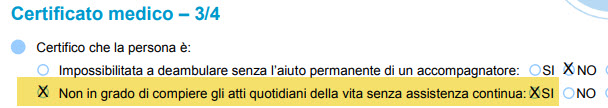 Certificato medico – 3/4
Certifico che la persona è:
Impossibilitata a deambulare senza l'aiuto permanente di un accompagnatore: SI X NO
X Non in grado di compiere gli atti quotidiani della vita senza assistenza continua: X SI NO